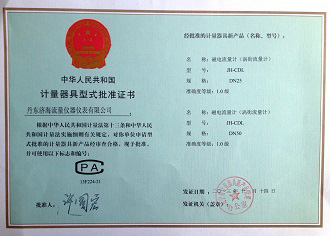 中华人民共和国
计量器具型式批准证书
丹东济海流量仪器仪表有限公司
根据中华人民共和国计量法第十三条和中华人
民共和国计量法实施细则有关规定，对你单位申请型
式批准的计量器具新产品经审查合格，现予批准，
并可使用以下标志和编号：
PA
13F224-21
批准人：
经批准的计量器具新产品（名称、型号）：
名称：磁电流量计（涡街流量计）
型号： JH-CDL
规格： DN25
准确度等级：1.0级
名称：磁电流量计（涡街流量计）
型号： JH-CDL
规格： DN50
准确度等级：1.0级
发证日期：
发证机关（盖章）：